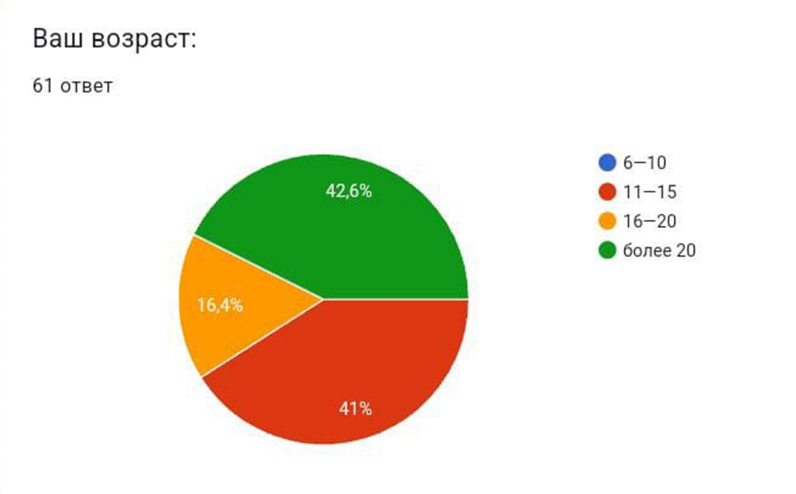 Ваш возраст:
61 ответ
42,6%
16,4%
41%
6—10
11—15
16—20
более 20